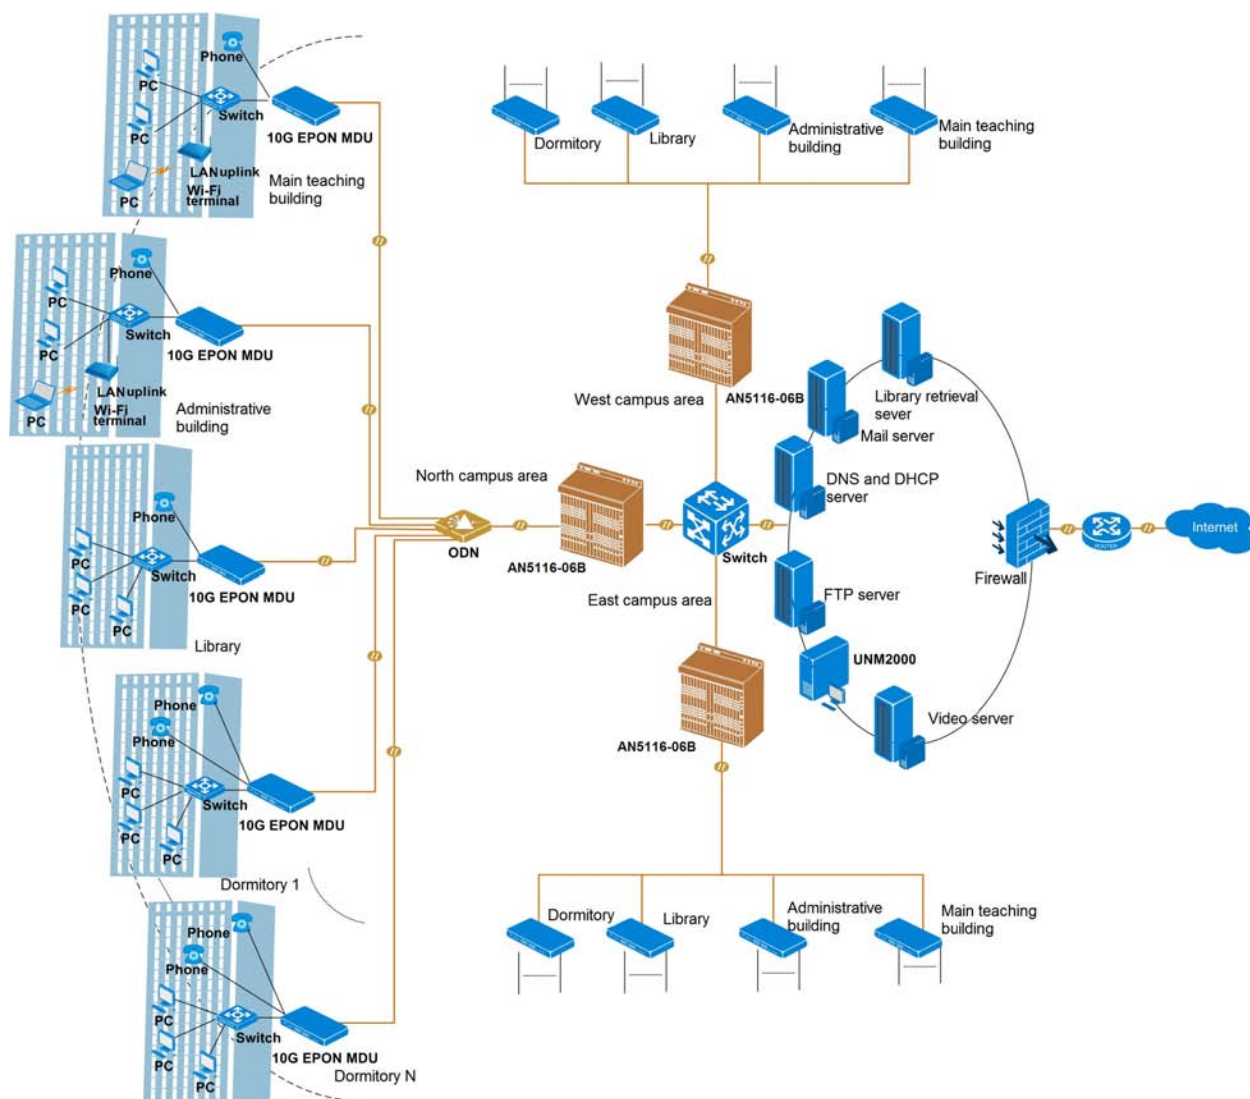 Phone
PC
Switch
PC
10G EPON MDU
LAN uplink
Wi-Fi
terminal
PC
Main teaching
building
Phone
PC
Switch
PC
10G EPON MDU
LAN uplink
Wi-Fi
terminal
PC
Administrative
building
Phone
PC
Switch
PC
10G EPON MDU
PC
Library
Phone
Phone
PC
Switch
PC
10G EPON MDU
PC
Dormitory 1
Phone
Phone
PC
Switch
PC
10G EPON MDU
PC
Dormitory N
ODN
North campus area
AN5116-06B
Dormitory
Library
Administrative
building
Main teaching
building
West campus area
AN5116-06B
Switch
East campus area
AN5116-06B
Dormitory
Library
Administrative
building
Main teaching
building
Library retrieval
sever
Mail server
DNS and DHCP
server
FTP server
UNM2000
Video server
Firewall
ROUTER
Internet